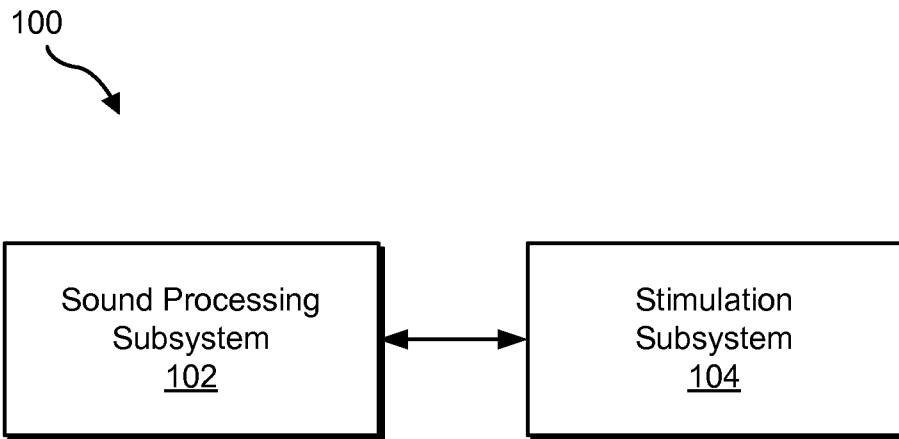 100
Sound Processing
Subsystem
102
Stimulation
Subsystem
104